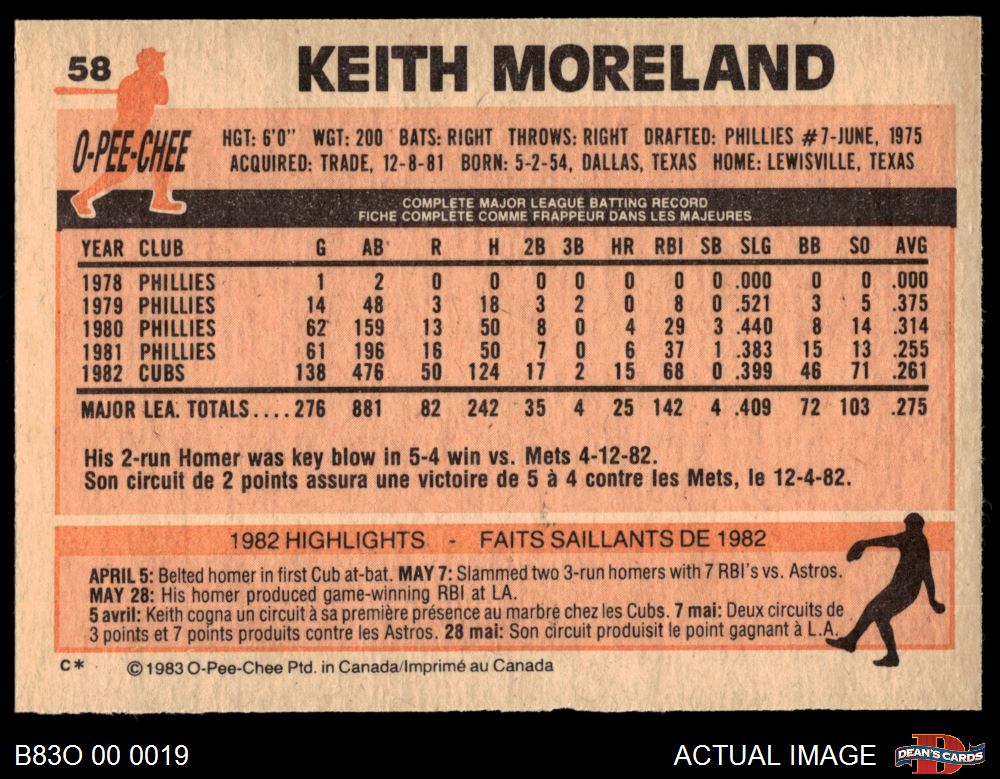 58 KEITH MORELAND
O-PEE-CHEE
HGT: 6'0" WGT: 200 BATS: RIGHT THROWS: RIGHT DRAFTED: PHILLIES #7-JUNE, 1975
ACQUIRED: TRADE, 12-8-81 BORN: 5-2-54, DALLAS, TEXAS HOME: LEWISVILLE, TEXAS
COMPLETE MAJOR LEAGUE BATTING RECORD
FICHE COMPLÈTE COMME FRAPPEUR DANS LES MAJEURES
YEAR CLUB G AB R H 2B 3B HR RBI SB SLG BB SO AVG
1978 PHILLIES 1 2 0 0 0 0 0 0 0 .000 0 0 .000
1979 PHILLIES 14 48 3 18 3 2 0 8 0 .521 3 5 .375
1980 PHILLIES 62 159 13 50 8 0 4 29 3 .440 8 14 .314
1981 PHILLIES 61 196 16 50 7 0 6 37 1 .383 15 13 .255
1982 CUBS 138 476 50 124 17 2 15 68 0 .399 46 71 .261
MAJOR LEA. TOTALS....276 881 82 242 35 4 25 142 4 .409 72 103 .275
His 2-run Homer was key blow in 5-4 win vs. Mets 4-12-82.
Son circuit de 2 points assura une victoire de 5 à 4 contre les Mets, le 12-4-82.
1982 HIGHLIGHTS - FAITS SAILLANTS DE 1982
APRIL 5: Belted homer in first Cub at-bat. MAY 7: Slammed two 3-run homers with 7 RBI's vs. Astros.
MAY 28: His homer produced game-winning RBI at LA.
5 avril: Keith cogna un circuit à sa première présence au marbre chez les Cubs. 7 mai: Deux circuits de
3 points et 7 points produits contre les Astros. 28 mai: Son circuit produisit le point gagnant à L.A.
C* © 1983 O-Pee-Chee Ptd. in Canada/Imprimé au Canada
B83O 00 0019 ACTUAL IMAGE DEAN'S CARDS